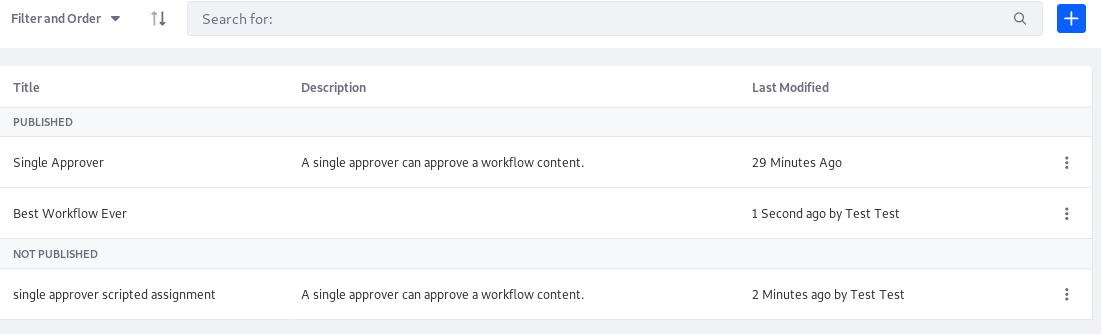 Filter and Order
Search for:
Title Description Last Modified
PUBLISHED
Single Approver A single approver can approve a workflow content. 29 Minutes Ago
Best Workflow Ever 1 Second ago by Test Test
NOT PUBLISHED
single approver scripted assignment A single approver can approve a workflow content. 2 Minutes ago by Test Test